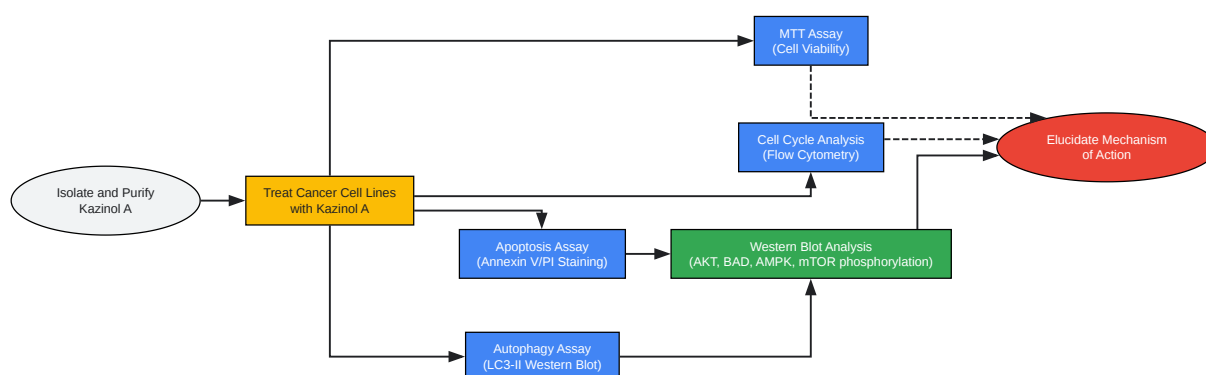 MTT Assay
(Cell Viability)
Cell Cycle Analysis
(Flow Cytometry)
Elucidate Mechanism
of Action
Isolate and Purify
Kazinol A
Treat Cancer Cell Lines
with Kazinol A
Apoptosis Assay
(Annexin V/PI Staining)
Western Blot Analysis
(AKT, BAD, AMPK, mTOR phosphorylation)
Autophagy Assay
(LC3-II Western Blot)